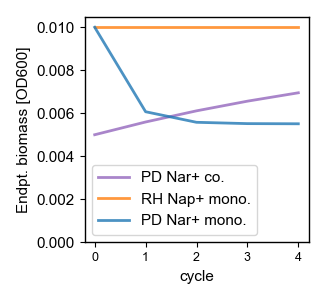 0.010
0.008
0.006
0.004
0.002
0.000
Endpt. biomass [OD600]
PD Nar+ co.
RH Nap+ mono.
PD Nar+ mono.
0 1 2 3 4
cycle